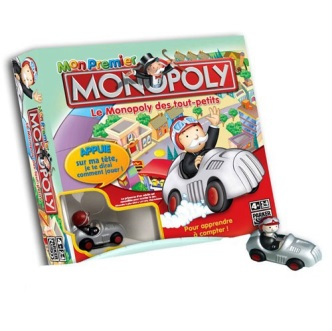 Mon Premier
MONOPOLY
Le Monopoly des tout-petits
APPUIE
sur ma tête,
je te dirai
comment jouer !
Pour apprendre
à compter !
PARKER